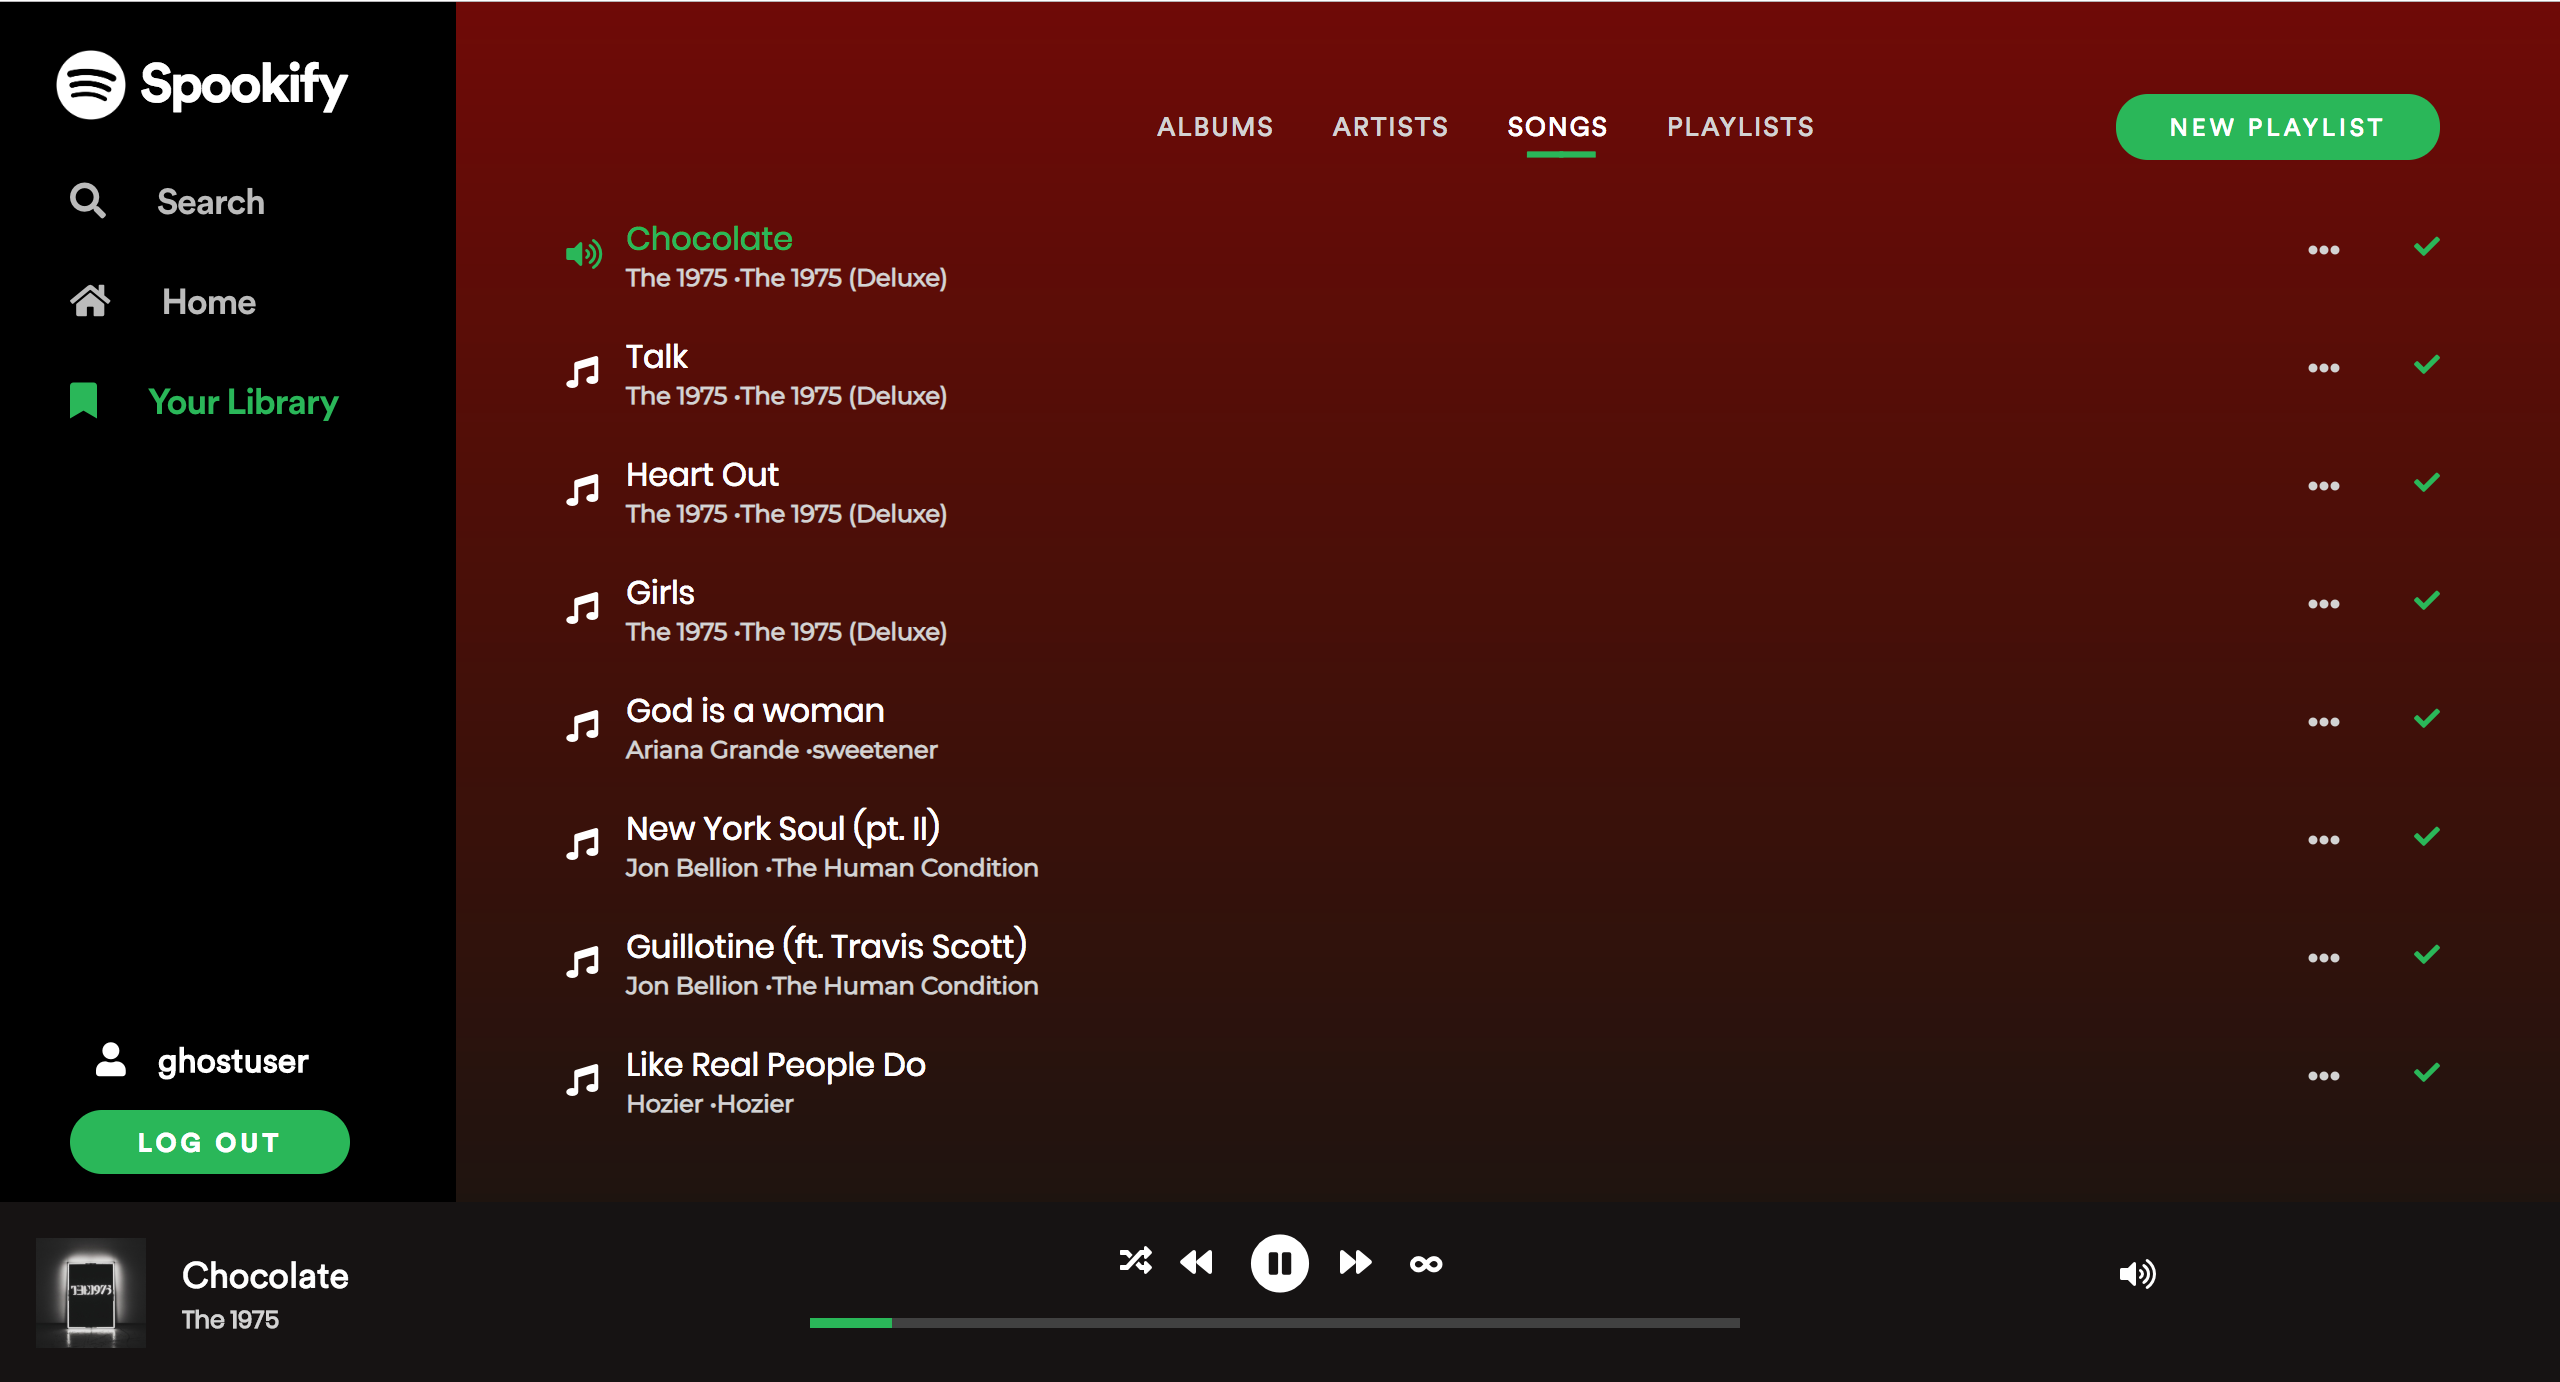 Spookify
Search
Home
Your Library
ghostuser
LOG OUT
ALBUMS ARTISTS SONGS PLAYLISTS
NEW PLAYLIST
Chocolate
The 1975 •The 1975 (Deluxe)
Talk
The 1975 •The 1975 (Deluxe)
Heart Out
The 1975 •The 1975 (Deluxe)
Girls
The 1975 •The 1975 (Deluxe)
God is a woman
Ariana Grande •sweetener
New York Soul (pt. II)
Jon Bellion •The Human Condition
Guillotine (ft. Travis Scott)
Jon Bellion •The Human Condition
Like Real People Do
Hozier •Hozier
THE1975
Chocolate
The 1975